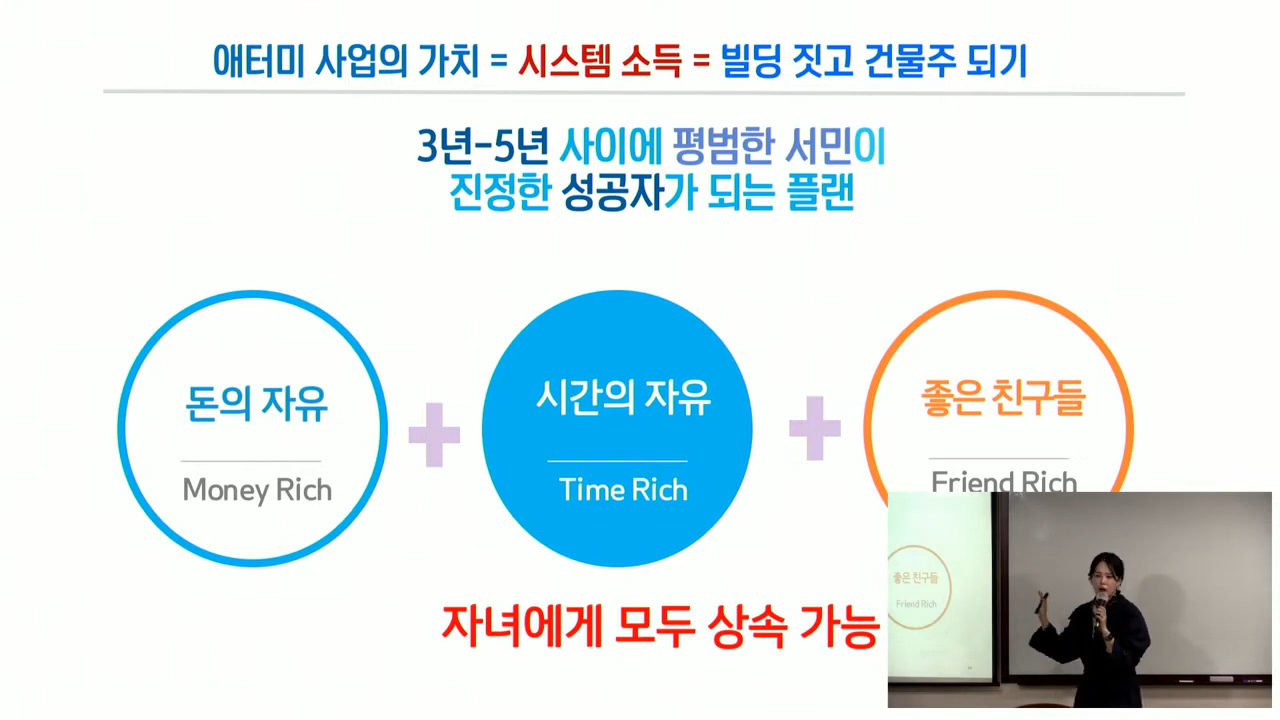 애터미 사업의 가치 = 시스템 소득 = 빌딩 짓고 건물주 되기
3년-5년 사이에 평범한 서민이
진정한 성공자가 되는 플랜
돈의 자유
Money Rich
시간의 자유
Time Rich
좋은 친구들
Friend Rich
자녀에게 모두 상속 가능
좋은 친구들
Friend Rich